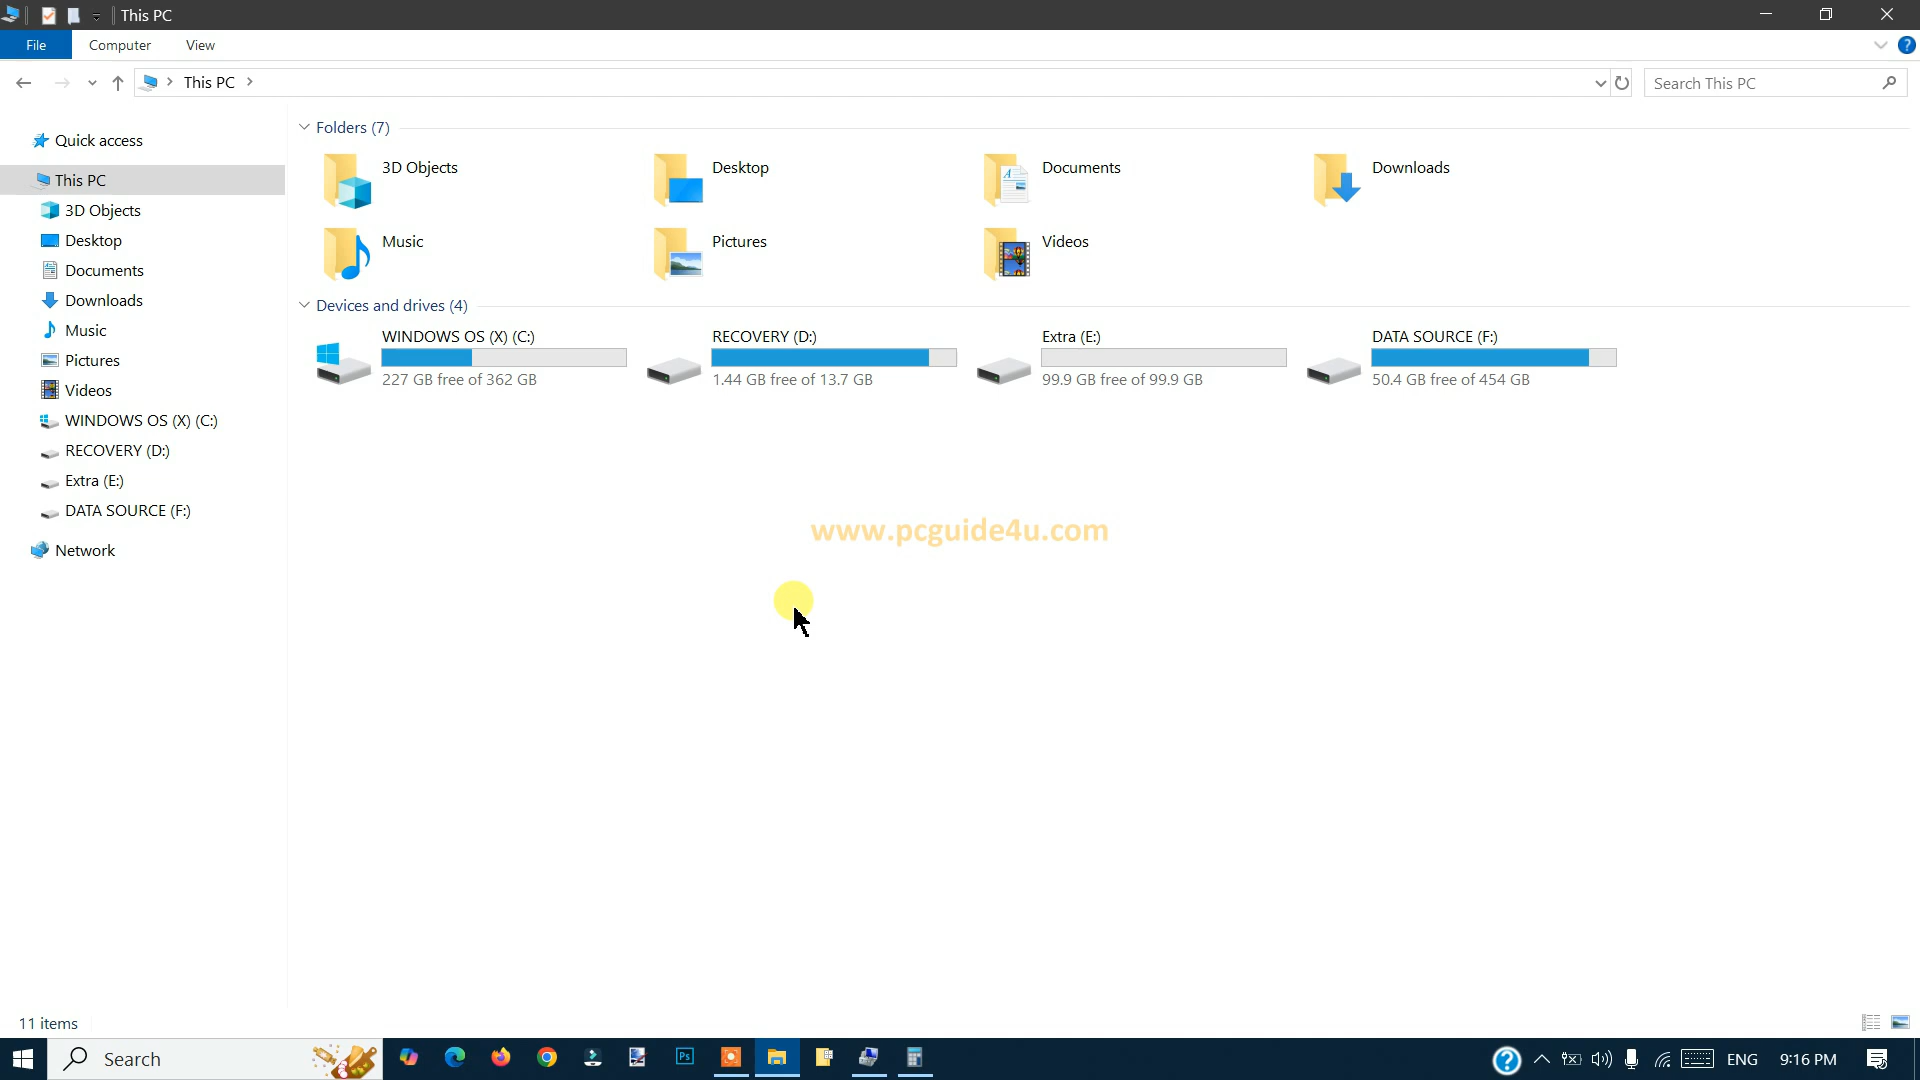 This PC
File
Computer
View
This PC
Search This PC
Quick access
This PC
3D Objects
Desktop
Documents
Downloads
Music
Pictures
Videos
WINDOWS OS (X) (C:)
RECOVERY (D:)
Extra (E:)
DATA SOURCE (F:)
Network
Folders (7)
3D Objects
Desktop
Documents
Downloads
Music
Pictures
Videos
Devices and drives (4)
WINDOWS OS (X) (C:)
227 GB free of 362 GB
RECOVERY (D:)
1.44 GB free of 13.7 GB
Extra (E:)
99.9 GB free of 99.9 GB
DATA SOURCE (F:)
50.4 GB free of 454 GB
www.pcguide4u.com
11 items
Search
Ps
ENG
9:16 PM